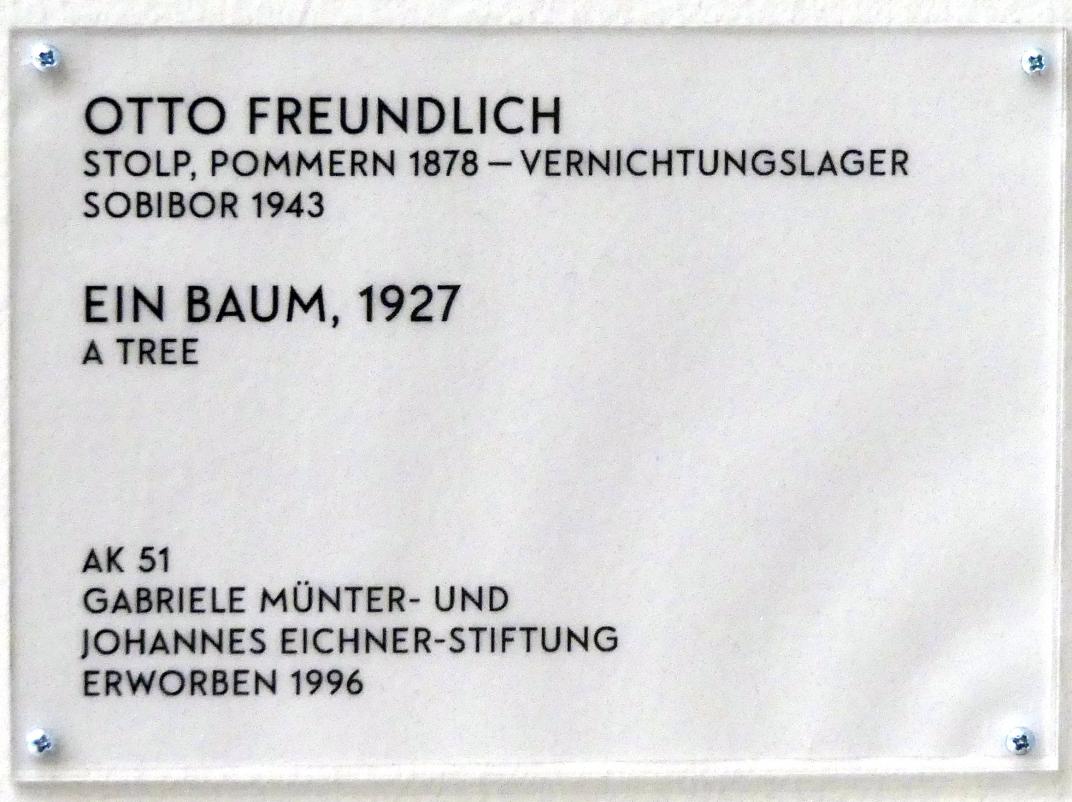 OTTO FREUNDLICH
STOLP, POMMERN 1878 – VERNICHTUNGSLAGER
SOBIBOR 1943
EIN BAUM, 1927
A TREE
AK 51
GABRIELE MÜNTER- UND
JOHANNES EICHNER-STIFTUNG
ERWORBEN 1996